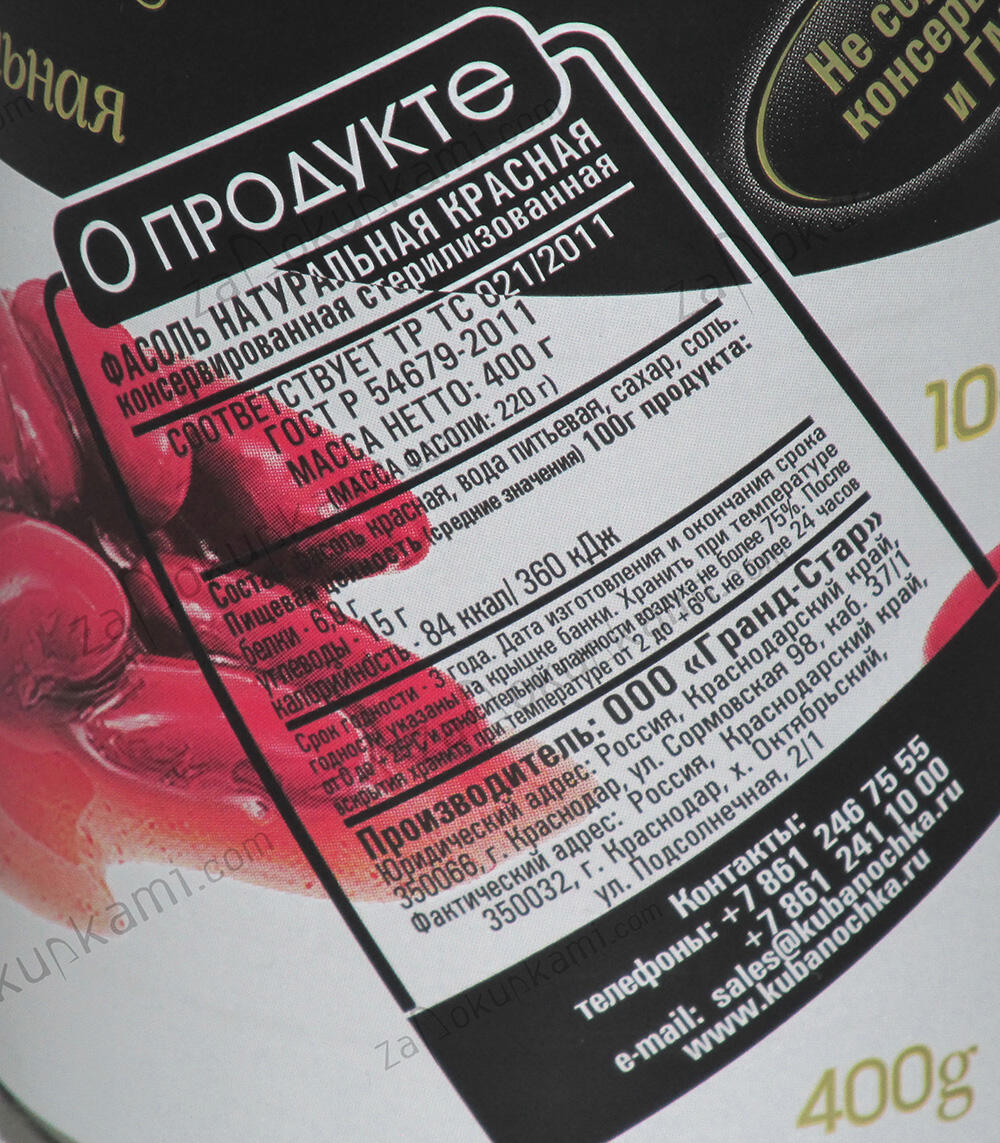 Не
и
О ПРОДУКТЕ
ФАСОЛЬ НАТУРАЛЬНАЯ КРАСНАЯ
консервированная стерилизованная
СООТВЕТСТВУЕТ ТР ТС 021/2011
ГОСТ Р 54679-2011
МАССА НЕТТО: 400 г
(МАССА ФАСОЛИ: 220 г)
Состав: фасоль красная, вода питьевая, сахар, соль.
Пищевая ценность (средние значения) 100г продукта:
белки - 6,0 г
углеводы 15 г
калорийность - 84 ккал/ 360 кДж
Срок годности - 3 года. Дата изготовления и окончания срока
годности указаны на крышке банки. Хранить при температуре
от 0 до + 25°С и относительной влажности воздуха не более 75%. После
вскрытия хранить при температуре от 2 до +6°С не более 24 часов
Производитель: ООО «Гранд-Стар»
Юридический адрес: Россия, Краснодарский край,
350066, г. Краснодар, ул. Сормовская 98, каб. 37/1
Фактический адрес: Россия, Краснодарский край,
350032, г. Краснодар, х. Октябрьский,
ул. Подсолнечная, 2/1
Контакты:
телефоны: +7 861 246 75 55
+7 861 241 10 00
e-mail: sales@kubanochka.ru
www.kubanochka.ru
10
400g
zaПokupkami.com